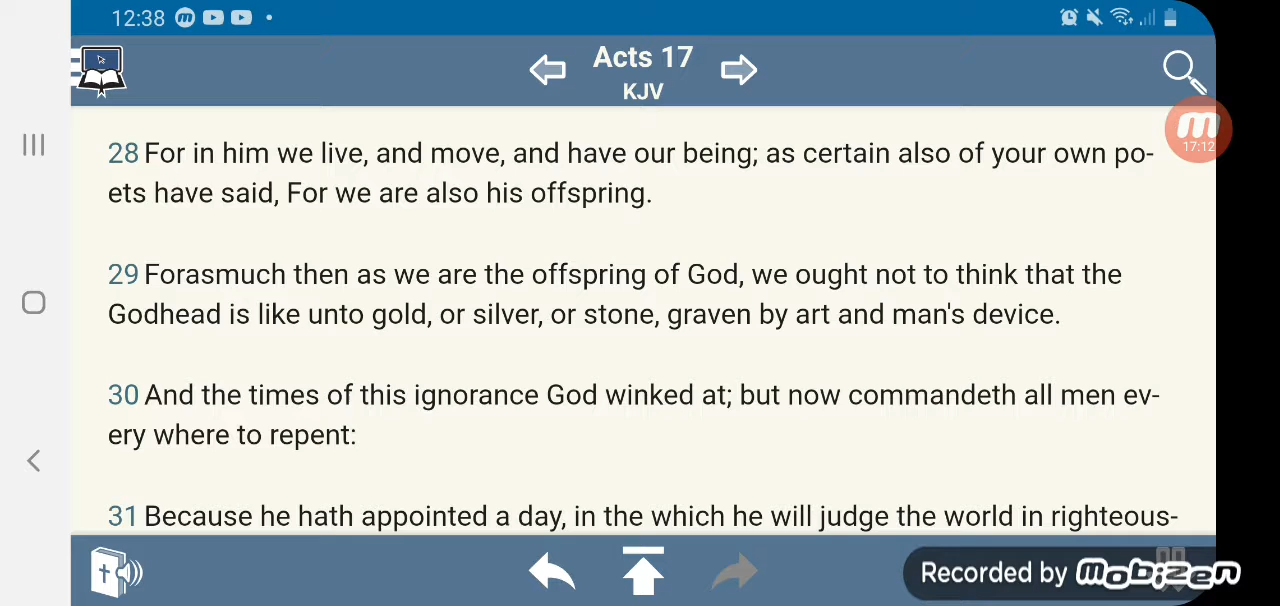 12:38
Acts 17
KJV
17:12
28 For in him we live, and move, and have our being; as certain also of your own po-
ets have said, For we are also his offspring.
29 Forasmuch then as we are the offspring of God, we ought not to think that the
Godhead is like unto gold, or silver, or stone, graven by art and man's device.
30 And the times of this ignorance God winked at; but now commandeth all men ev-
ery where to repent:
31 Because he hath appointed a day, in the which he will judge the world in righteous-
Recorded by mobizen